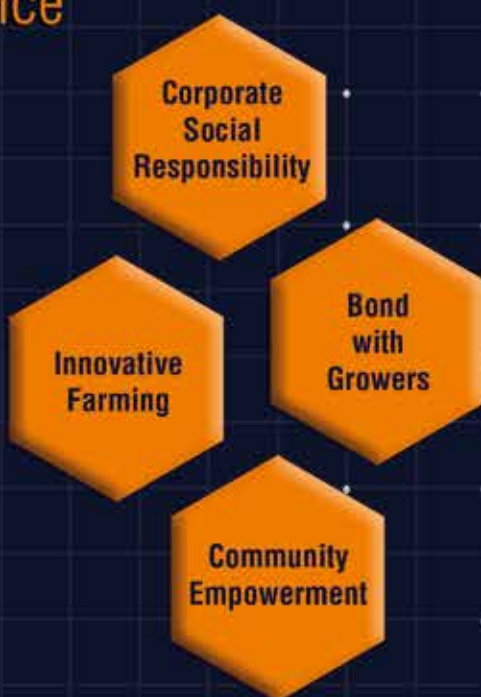 Corporate
Social
Responsibility
Bond
with
Growers
Innovative
Farming
Community
Empowerment